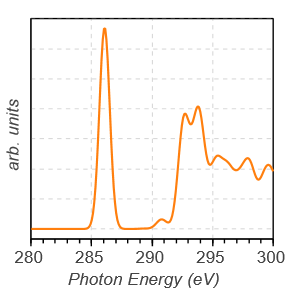 arb. units
280 285 290 295 300
Photon Energy (eV)